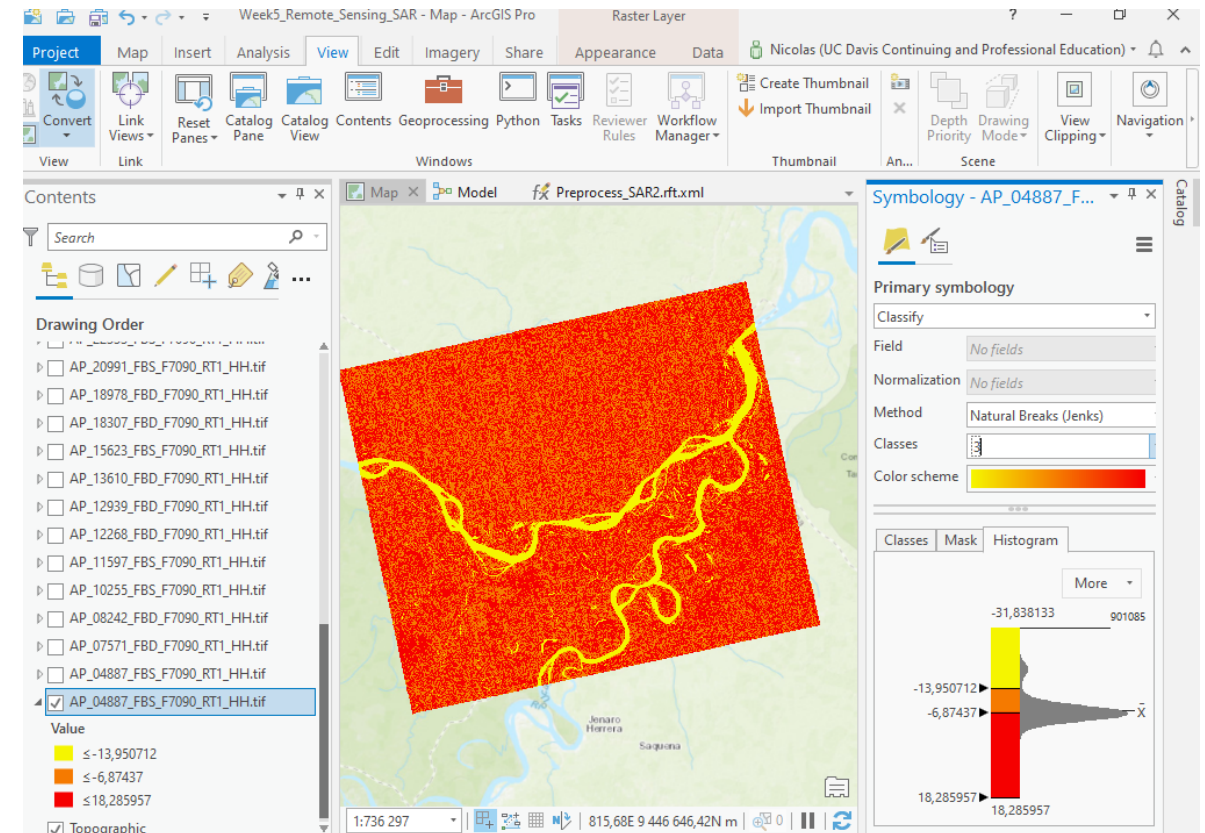 Week5_Remote_Sensing_SAR - Map - ArcGIS Pro
Raster Layer
?
Project Map Insert Analysis View Edit Imagery Share Appearance Data
Nicolas (UC Davis Continuing and Professional Education)
Convert
Link Views
Reset Panes
Catalog Pane
Catalog View
Contents
Geoprocessing
Python
Tasks
Reviewer Rules
Workflow Manager
Create Thumbnail
Import Thumbnail
Depth Priority
Drawing Mode
View Clipping
Navigation
View Link Windows Thumbnail An... Scene
Contents
Search
Drawing Order
AP_20991_FBS_F7090_RT1_HH.tif
AP_18978_FBD_F7090_RT1_HH.tif
AP_18307_FBD_F7090_RT1_HH.tif
AP_15623_FBS_F7090_RT1_HH.tif
AP_13610_FBD_F7090_RT1_HH.tif
AP_12939_FBD_F7090_RT1_HH.tif
AP_12268_FBD_F7090_RT1_HH.tif
AP_11597_FBS_F7090_RT1_HH.tif
AP_10255_FBS_F7090_RT1_HH.tif
AP_08242_FBD_F7090_RT1_HH.tif
AP_07571_FBD_F7090_RT1_HH.tif
AP_04887_FBS_F7090_RT1_HH.tif
AP_04887_FBS_F7090_RT1_HH.tif
Value
≤-13,950712
≤-6,87437
≤18,285957
Topographic
Map Model Preprocess_SAR2.rft.xml
Jenaro
Herrera
Saquena
1:736 297
815,68E 9 446 646,42N m
0
Symbology - AP_04887_F...
Catalog
Primary symbology
Classify
Field No fields
Normalization No fields
Method Natural Breaks (Jenks)
Classes 3
Color scheme
Classes Mask Histogram
More
-31,838133
901085
-13,950712
-6,87437
x̄
18,285957
18,285957